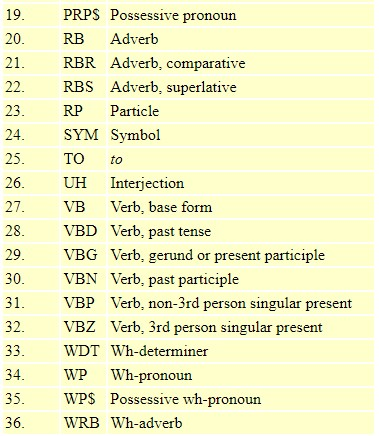 19. PRP$ Possessive pronoun
20. RB Adverb
21. RBR Adverb, comparative
22. RBS Adverb, superlative
23. RP Particle
24. SYM Symbol
25. TO to
26. UH Interjection
27. VB Verb, base form
28. VBD Verb, past tense
29. VBG Verb, gerund or present participle
30. VBN Verb, past participle
31. VBP Verb, non-3rd person singular present
32. VBZ Verb, 3rd person singular present
33. WDT Wh-determiner
34. WP Wh-pronoun
35. WP$ Possessive wh-pronoun
36. WRB Wh-adverb